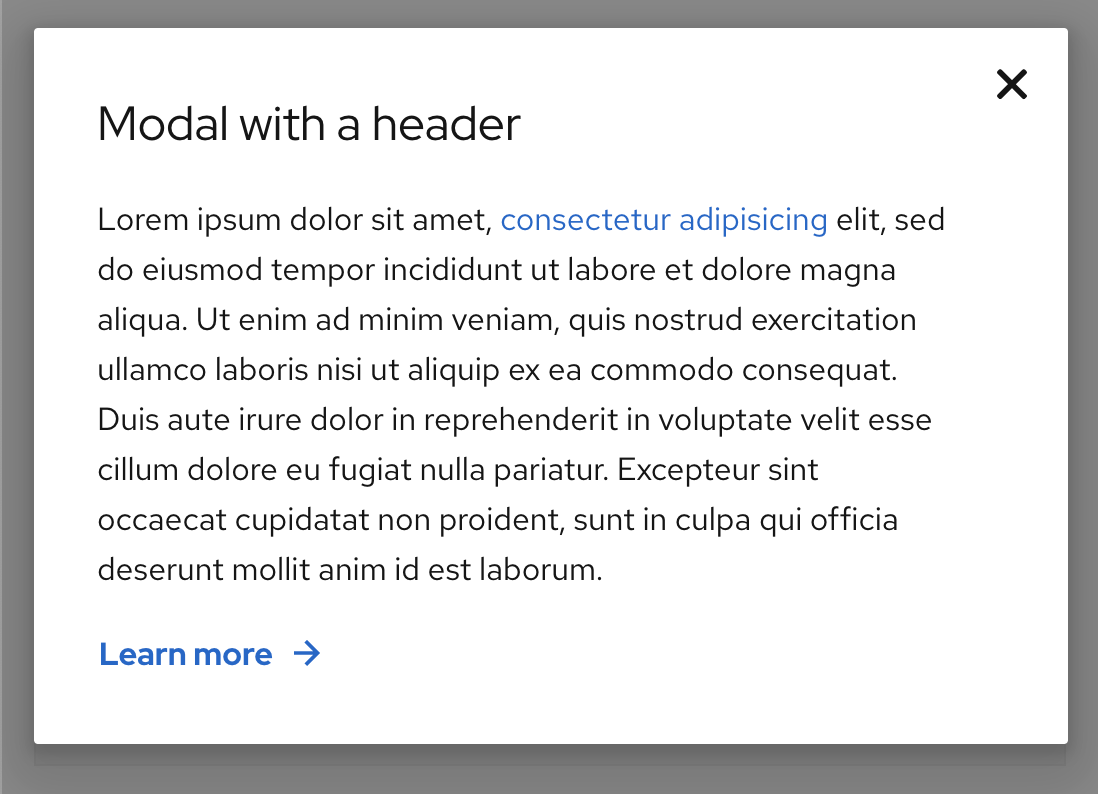 Modal with a header
Lorem ipsum dolor sit amet, consectetur adipisicing elit, sed
do eiusmod tempor incididunt ut labore et dolore magna
aliqua. Ut enim ad minim veniam, quis nostrud exercitation
ullamco laboris nisi ut aliquip ex ea commodo consequat.
Duis aute irure dolor in reprehenderit in voluptate velit esse
cillum dolore eu fugiat nulla pariatur. Excepteur sint
occaecat cupidatat non proident, sunt in culpa qui officia
deserunt mollit anim id est laborum.
Learn more